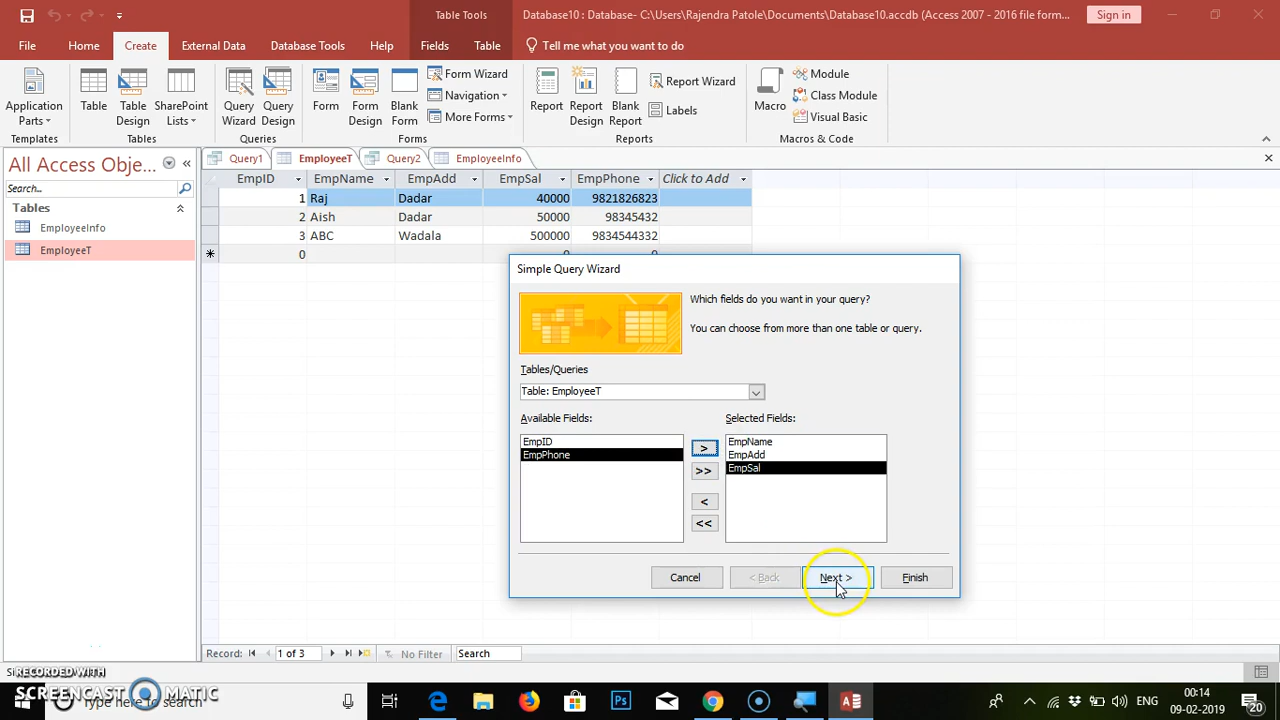 Table Tools
Database10 : Database- C:\Users\Rajendra Patole\Documents\Database10.accdb (Access 2007 - 2016 file form...
Sign in
File Home Create External Data Database Tools Help Fields Table Tell me what you want to do
Application Parts
Table
Table Design
SharePoint Lists
Query Wizard
Query Design
Form
Form Design
Blank Form
Form Wizard
Navigation
More Forms
Report
Report Design
Blank Report
Report Wizard
Labels
Macro
Module
Class Module
Visual Basic
Templates Tables Queries Forms Reports Macros & Code
All Access Obje...
Search...
Tables
EmployeeInfo
EmployeeT
Query1 EmployeeT Query2 EmployeeInfo
EmpID EmpName EmpAdd EmpSal EmpPhone Click to Add
1 Raj Dadar 40000 9821826823
2 Aish Dadar 50000 98345432
3 ABC Wadala 500000 9834544332
* 0 0 0
Simple Query Wizard
Which fields do you want in your query?
You can choose from more than one table or query.
Tables/Queries
Table: EmployeeT
Available Fields:
EmpID
EmpPhone
>
>>
<
<<
Selected Fields:
EmpName
EmpAdd
EmpSal
Cancel < Back Next > Finish
Record: 1 of 3 No Filter Search
RECORDED WITH
SCREENCAST MATIC
Type here to search
ENG
00:14
09-02-2019
20